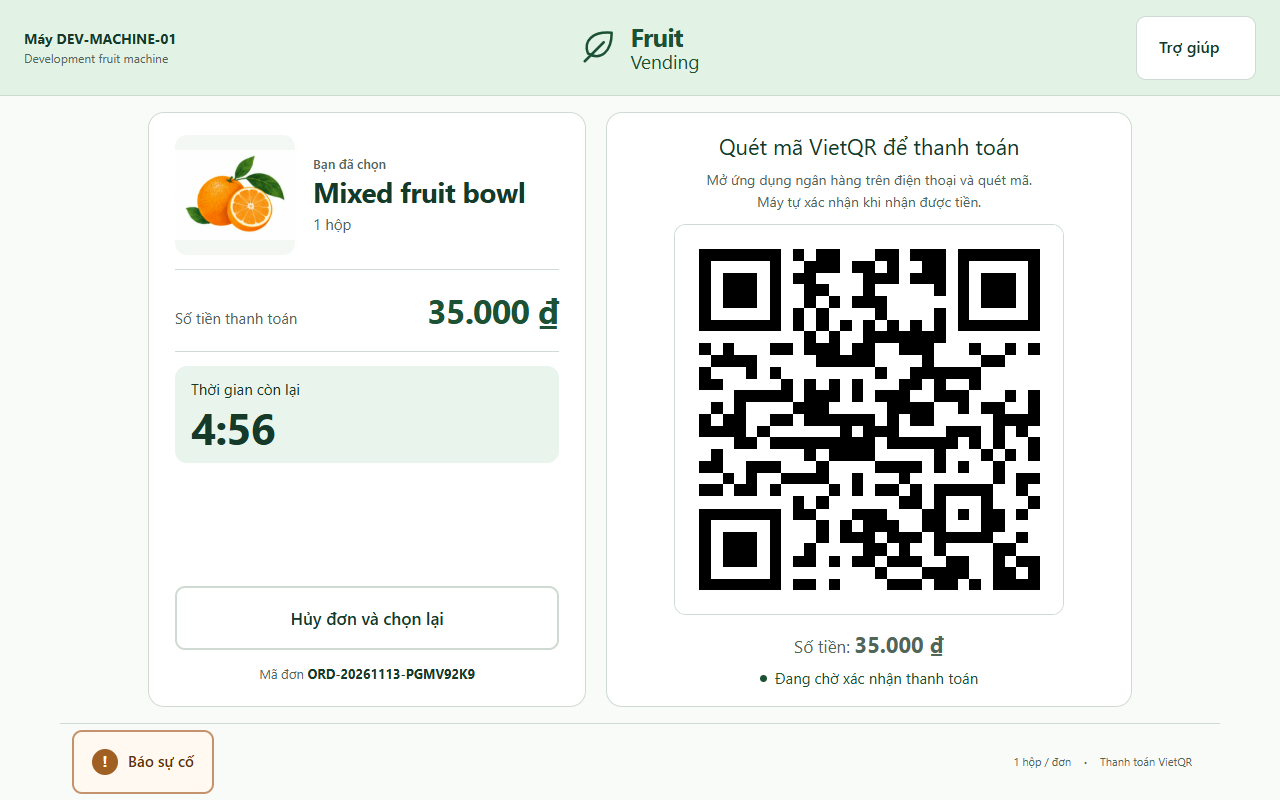 Máy DEV-MACHINE-01
Development fruit machine
Fruit
Vending
Trợ giúp
Bạn đã chọn
Mixed fruit bowl
1 hộp
Số tiền thanh toán
35.000 ₫
Thời gian còn lại
4:56
Hủy đơn và chọn lại
Mã đơn ORD-20261113-PGMV92K9
Quét mã VietQR để thanh toán
Mở ứng dụng ngân hàng trên điện thoại và quét mã.
Máy tự xác nhận khi nhận được tiền.
Số tiền: 35.000 ₫
Đang chờ xác nhận thanh toán
! Báo sự cố
1 hộp / đơn · Thanh toán VietQR